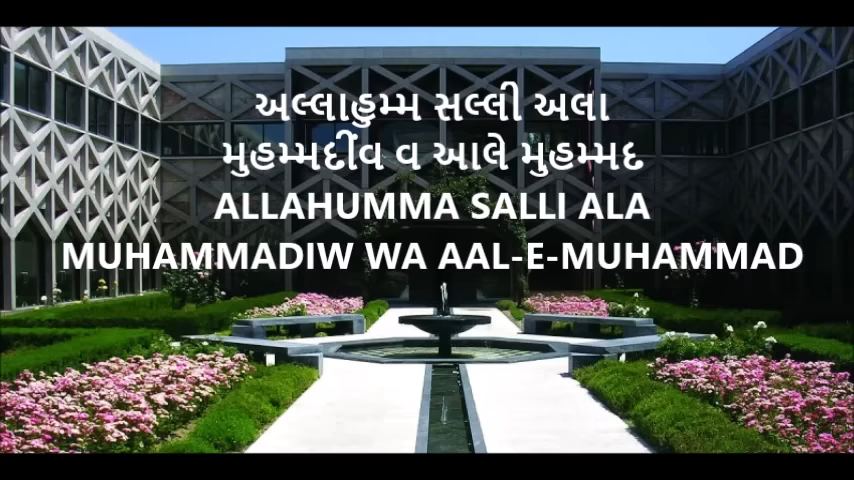 અલ્લાહુમ્મ સલ્લી અલા
મુહમ્મદીંવ વ આલે મુહમ્મદ
ALLAHUMMA SALLI ALA
MUHAMMADIW WA AAL-E-MUHAMMAD